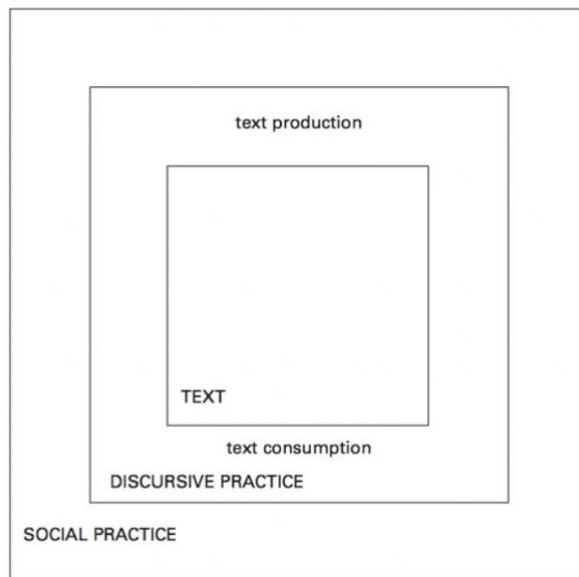 text production
TEXT
text consumption
DISCURSIVE PRACTICE
SOCIAL PRACTICE